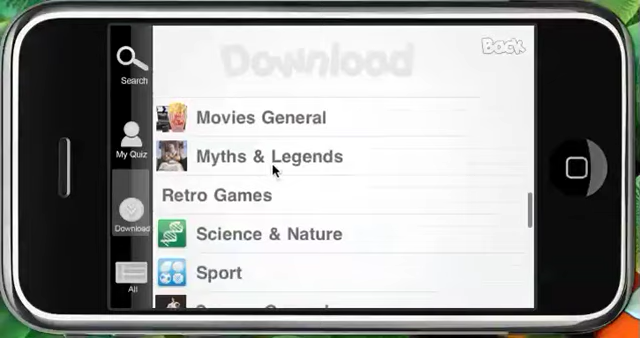 Download
Back
Search
Movies General
My Quiz
Myths & Legends
Retro Games
Download
Science & Nature
All
Sport